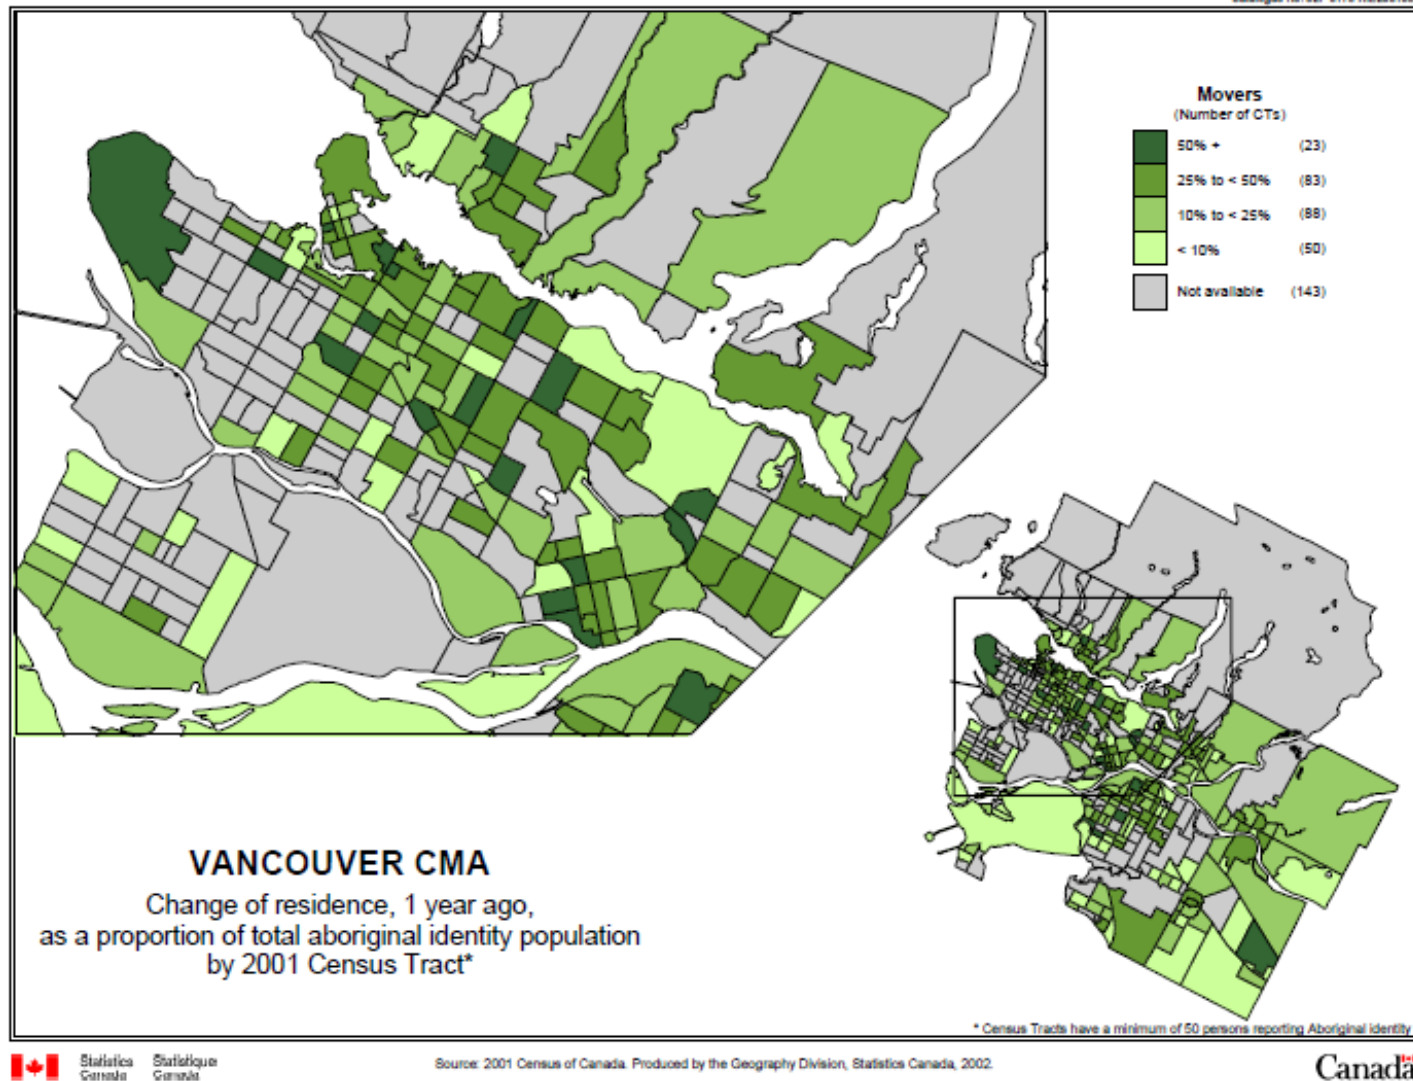 Movers
(Number of CTs)
50% + (23)
25% to < 50% (83)
10% to < 25% (88)
< 10% (50)
Not available (143)
VANCOUVER CMA
Change of residence, 1 year ago,
as a proportion of total aboriginal identity population
by 2001 Census Tract*
* Census Tracts have a minimum of 50 persons reporting Aboriginal identity
Statistics Statistique
Canada Canada
Source: 2001 Census of Canada. Produced by the Geography Division, Statistics Canada, 2002.
Canada